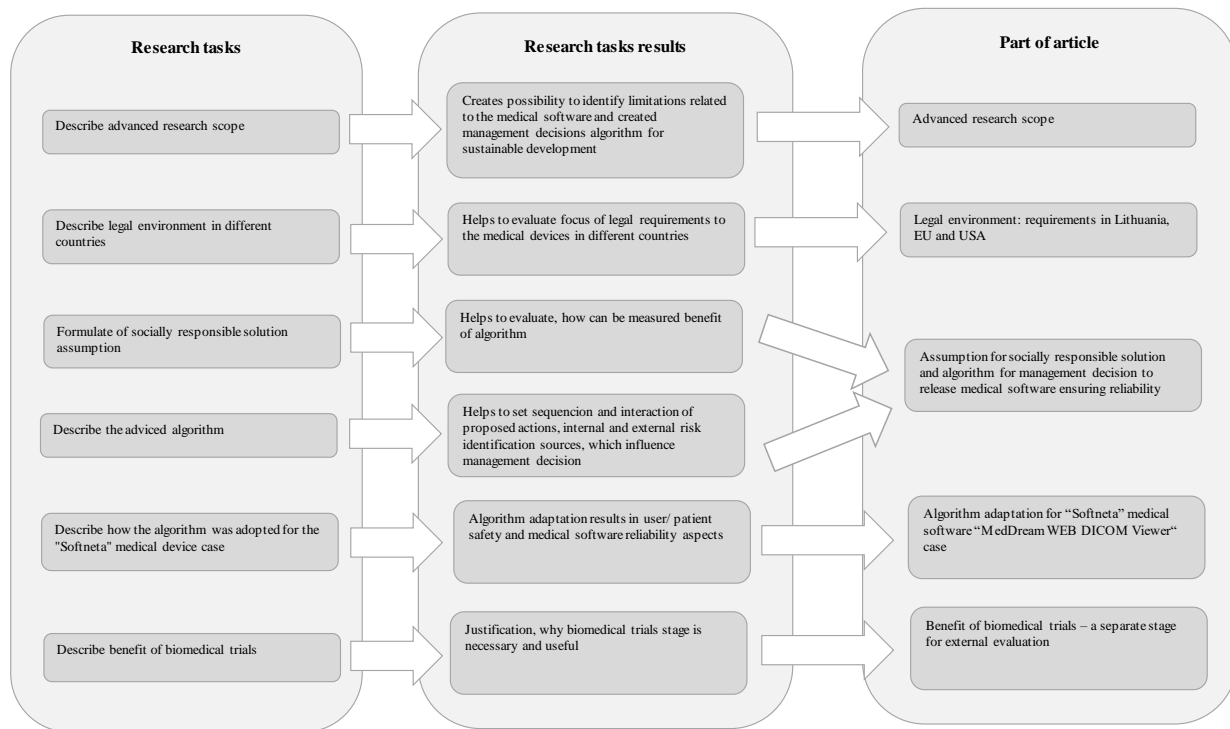 Research tasks
Research tasks results
Part of article
Describe advanced research scope
Creates possibility to identify limitations related
to the medical software and created
management decisions algorithm for
sustainable development
Advanced research scope
Describe legal environment in different
countries
Helps to evaluate focus of legal requirements to
the medical devices in different countries
Legal environment: requirements in Lithuania,
EU and USA
Formulate of socially responsible solution
assumption
Helps to evaluate, how can be measured benefit
of algorithm
Assumption for socially responsible solution
and algorithm for management decision to
release medical software ensuring reliability
Describe the adviced algorithm
Helps to set sequencion and interaction of
proposed actions, internal and external risk
identification sources, which influence
management decision
Describe how the algorithm was adopted for the
"Softneta" medical device case
Algorithm adaptation results in user/ patient
safety and medical software reliability aspects
Algorithm adaptation for “Softneta” medical
software “MedDream WEB DICOM Viewer“
case
Describe benefit of biomedical trials
Justification, why biomedical trials stage is
necessary and useful
Benefit of biomedical trials – a separate stage
for external evaluation